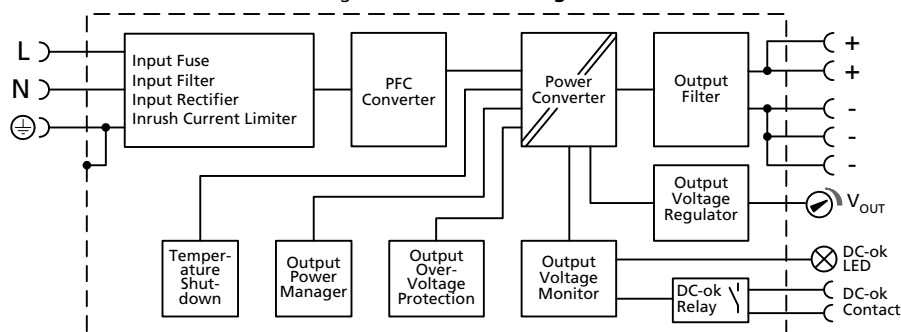 L
N
Input Fuse
Input Filter
Input Rectifier
Inrush Current Limiter
PFC
Converter
Power
Converter
Output
Filter
+
+
-
-
-
Output
Voltage
Regulator
VOUT
Temper-
ature
Shut-
down
Output
Power
Manager
Output
Over-
Voltage
Protection
Output
Voltage
Monitor
DC-ok
Relay
DC-ok
LED
DC-ok
Contact